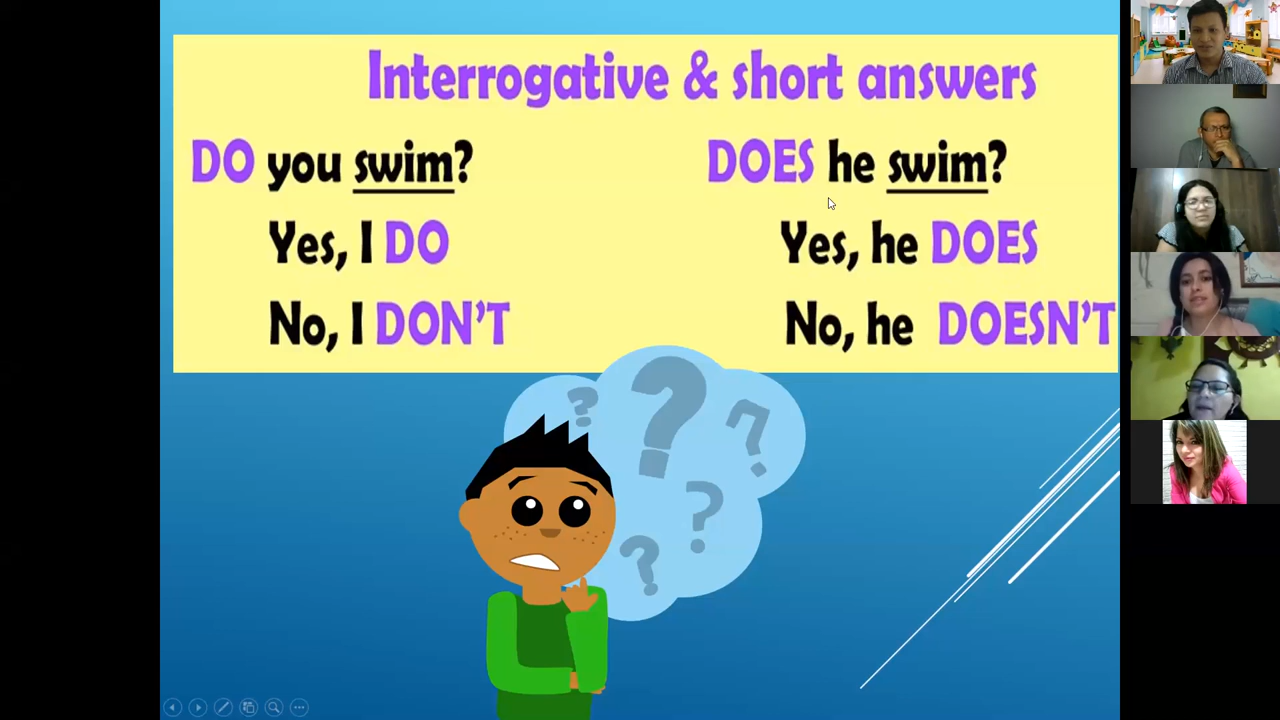 Interrogative & short answers
DO you swim?
Yes, I DO
No, I DON'T
DOES he swim?
Yes, he DOES
No, he DOESN'T